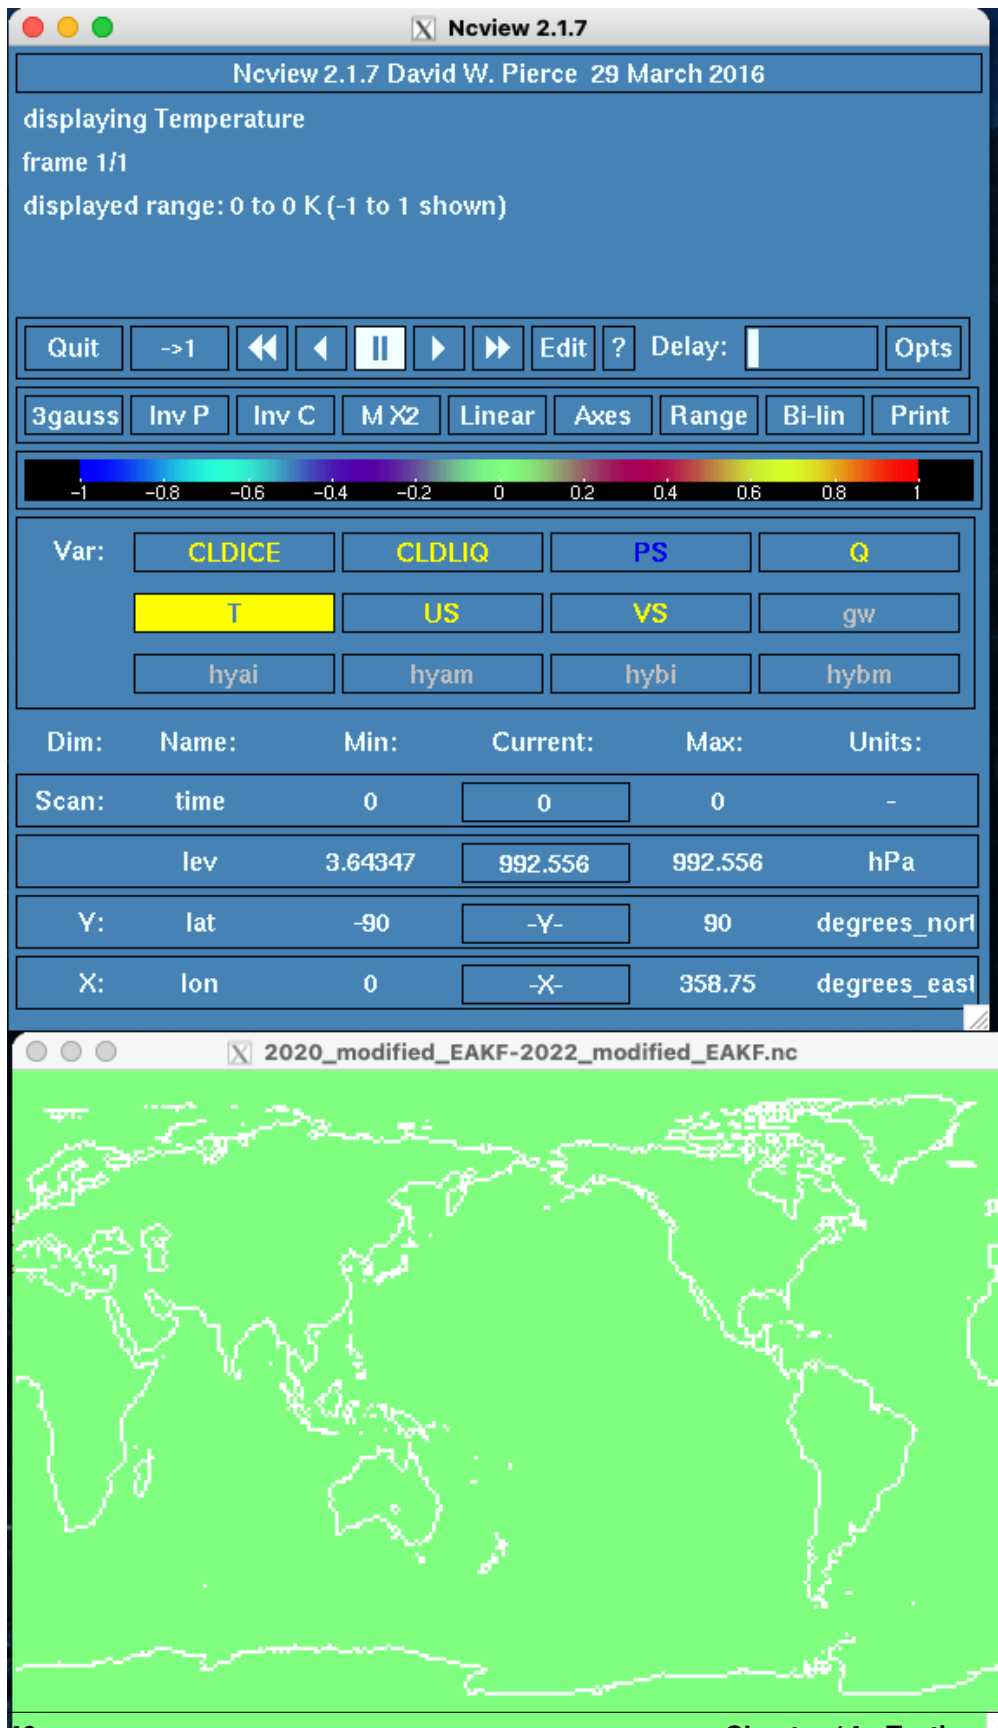 Ncview 2.1.7
Ncview 2.1.7 David W. Pierce 29 March 2016
displaying Temperature
frame 1/1
displayed range: 0 to 0 K (-1 to 1 shown)
Quit ->1 Edit ? Delay: Opts
3gauss Inv P Inv C M X2 Linear Axes Range Bi-lin Print
-1 -0.8 -0.6 -0.4 -0.2 0 0.2 0.4 0.6 0.8 1
Var: CLDICE CLDLIQ PS Q
T US VS gw
hyai hyam hybi hybm
Dim: Name: Min: Current: Max: Units:
Scan: time 0 0 0 -
lev 3.64347 992.556 992.556 hPa
Y: lat -90 -Y- 90 degrees_nort
X: lon 0 -X- 358.75 degrees_east
2020_modified_EAKF-2022_modified_EAKF.nc